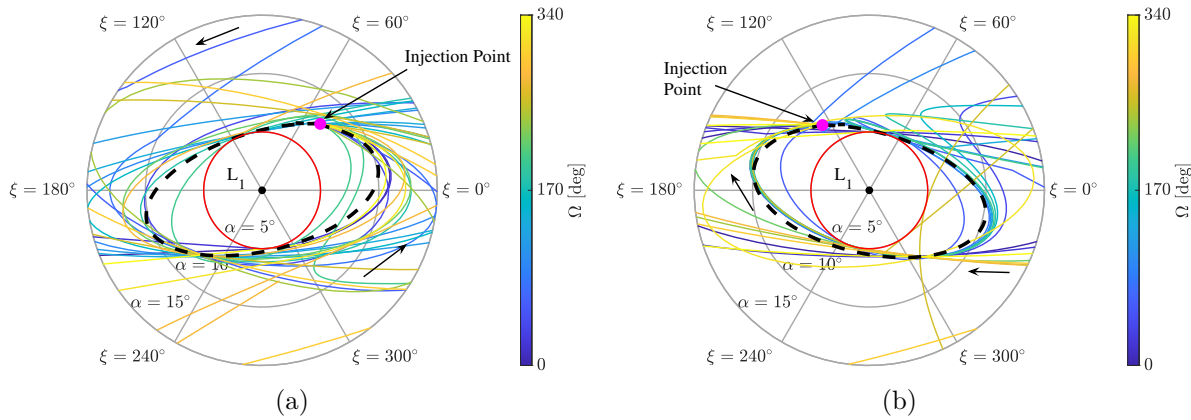 ξ = 120°
ξ = 60°
Injection Point
ξ = 180°
L₁
ξ = 0°
α = 5°
α = 10°
α = 15°
ξ = 240°
ξ = 300°
340
170
0
Ω [deg]
(a)
ξ = 120°
ξ = 60°
Injection
Point
ξ = 180°
L₁
ξ = 0°
α = 5°
α = 10°
α = 15°
ξ = 240°
ξ = 300°
340
170
0
Ω [deg]
(b)